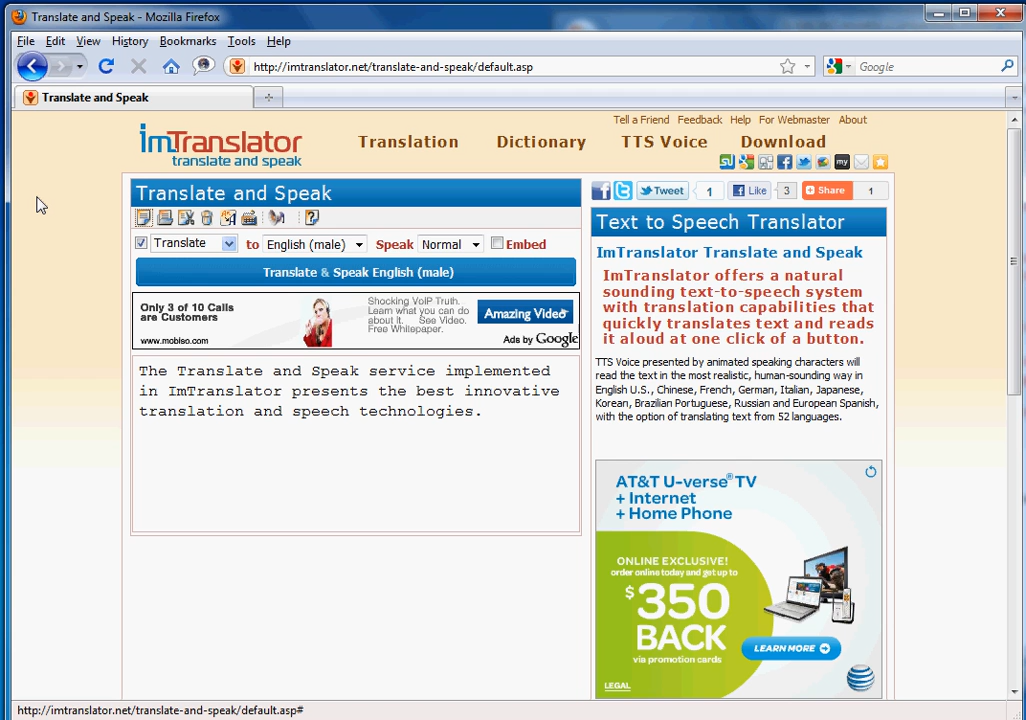 Translate and Speak - Mozilla Firefox
File Edit View History Bookmarks Tools Help
http://imtranslator.net/translate-and-speak/default.asp
Google
Translate and Speak
Tell a Friend Feedback Help For Webmaster About
imTranslator
translate and speak
Translation Dictionary TTS Voice Download
my
Translate and Speak
Translate to English (male) Speak Normal Embed
Translate & Speak English (male)
Only 3 of 10 Calls
are Customers
www.mobiso.com
Shocking VoIP Truth.
Learn what you can do
about it. See Video.
Free Whitepaper.
Amazing Video
Ads by Google
The Translate and Speak service implemented
in ImTranslator presents the best innovative
translation and speech technologies.
Tweet 1 Like 3 Share 1
Text to Speech Translator
ImTranslator Translate and Speak
ImTranslator offers a natural
sounding text-to-speech system
with translation capabilities that
quickly translates text and reads
it aloud at one click of a button.
TTS Voice presented by animated speaking characters will
read the text in the most realistic, human-sounding way in
English U.S., Chinese, French, German, Italian, Japanese,
Korean, Brazilian Portuguese, Russian and European Spanish,
with the option of translating text from 52 languages.
AT&T U-verse® TV
+ Internet
+ Home Phone
ONLINE EXCLUSIVE!
order online today and get up to
$350
BACK
via promotion cards
LEARN MORE
LEGAL
at&t
http://imtranslator.net/translate-and-speak/default.asp#